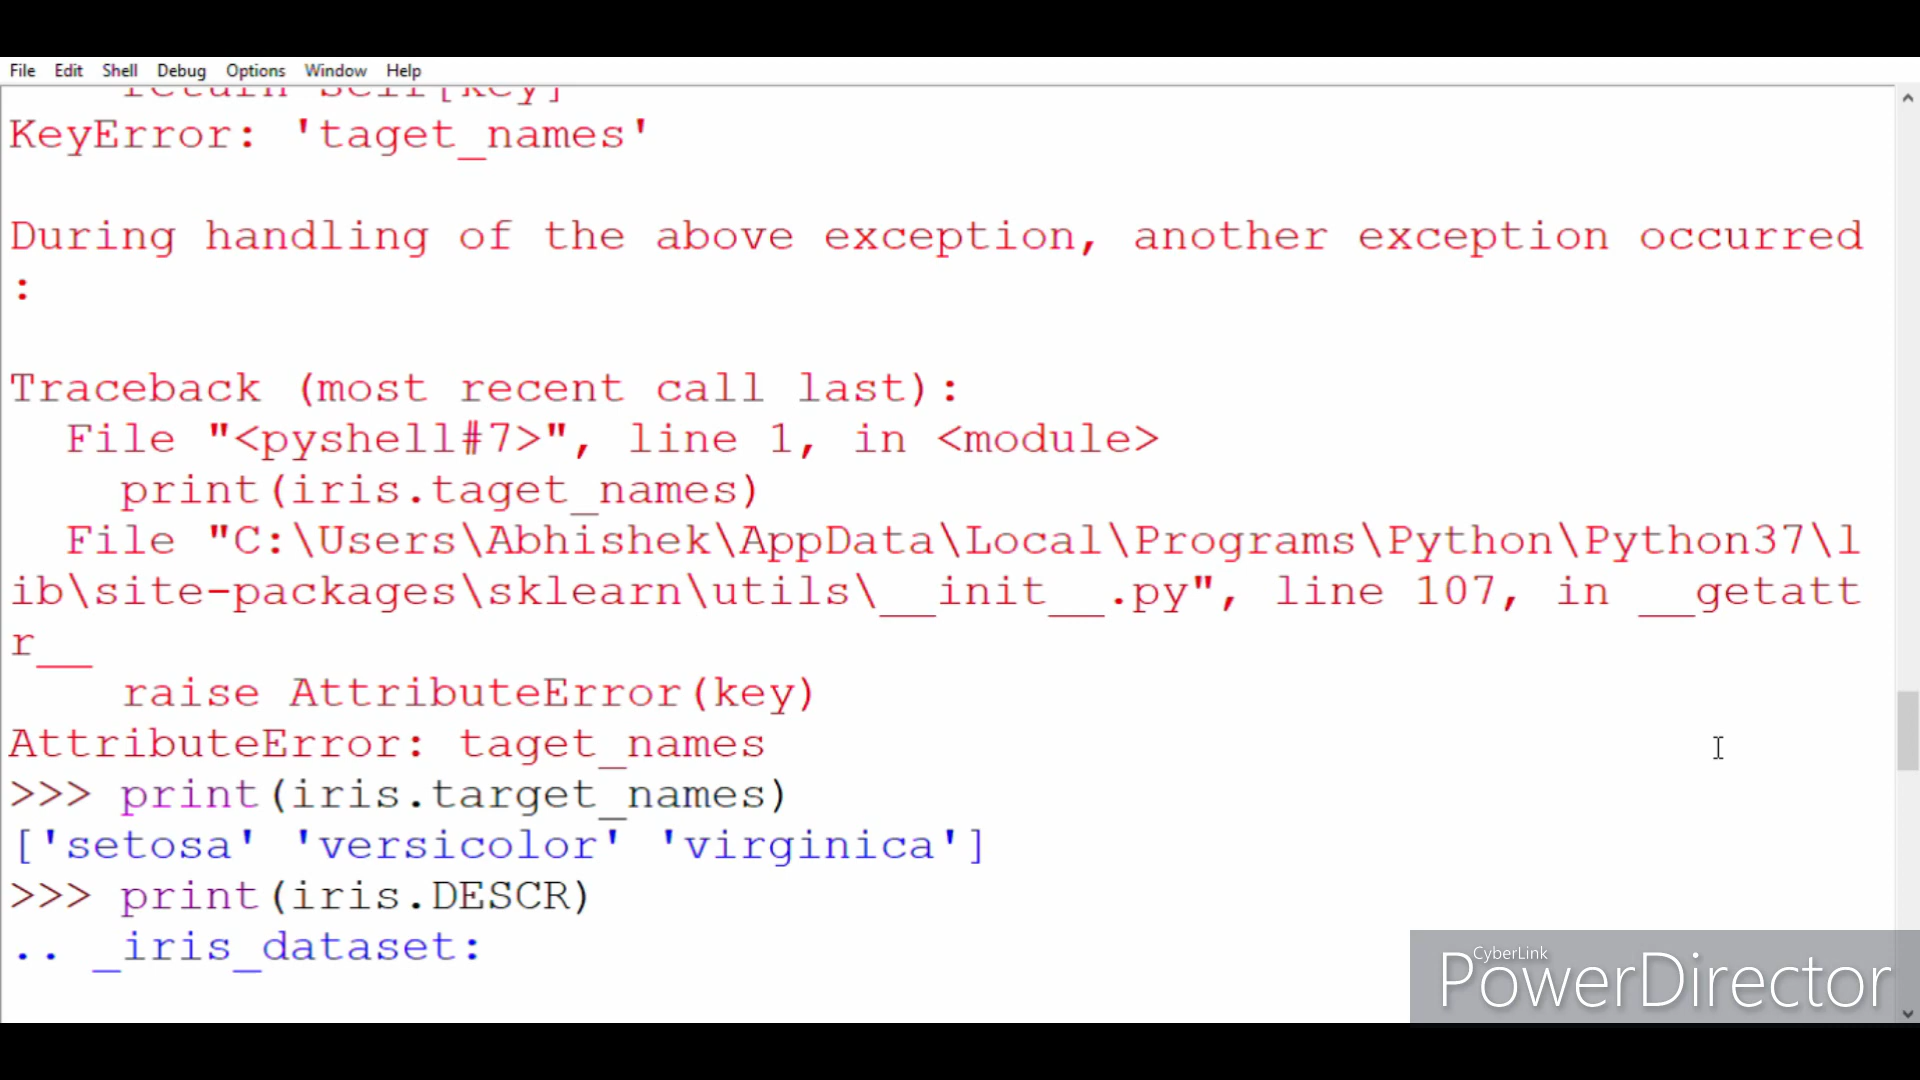 File Edit Shell Debug Options Window Help
return self[key]
KeyError: 'taget_names'
During handling of the above exception, another exception occurred
:
Traceback (most recent call last):
  File "<pyshell#7>", line 1, in <module>
    print(iris.taget_names)
  File "C:\Users\Abhishek\AppData\Local\Programs\Python\Python37\l
ib\site-packages\sklearn\utils\__init__.py", line 107, in __getatt
r__
    raise AttributeError(key)
AttributeError: taget_names
>>> print(iris.target_names)
['setosa' 'versicolor' 'virginica']
>>> print(iris.DESCR)
.. _iris_dataset:
CyberLink
PowerDirector